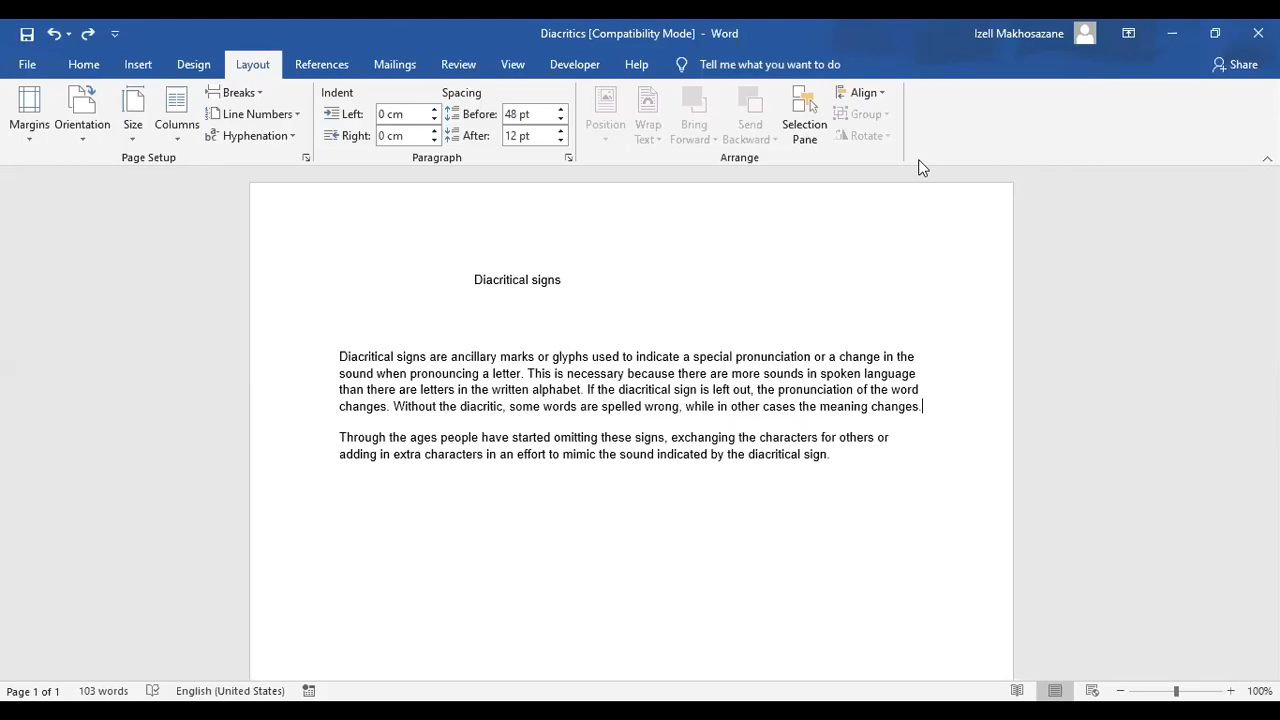 Diacritics [Compatibility Mode] - Word
Izell Makhosazane
File Home Insert Design Layout References Mailings Review View Developer Help Tell me what you want to do Share
Margins
Orientation
Size
Columns
Breaks
Line Numbers
Hyphenation
Page Setup
Indent
Left: 0 cm
Right: 0 cm
Spacing
Before: 48 pt
After: 12 pt
Paragraph
Position
Wrap
Text
Bring
Forward
Send
Backward
Selection
Pane
Align
Group
Rotate
Arrange
Diacritical signs
Diacritical signs are ancillary marks or glyphs used to indicate a special pronunciation or a change in the
sound when pronouncing a letter. This is necessary because there are more sounds in spoken language
than there are letters in the written alphabet. If the diacritical sign is left out, the pronunciation of the word
changes. Without the diacritic, some words are spelled wrong, while in other cases the meaning changes.
Through the ages people have started omitting these signs, exchanging the characters for others or
adding in extra characters in an effort to mimic the sound indicated by the diacritical sign.
Page 1 of 1 103 words English (United States) 100%